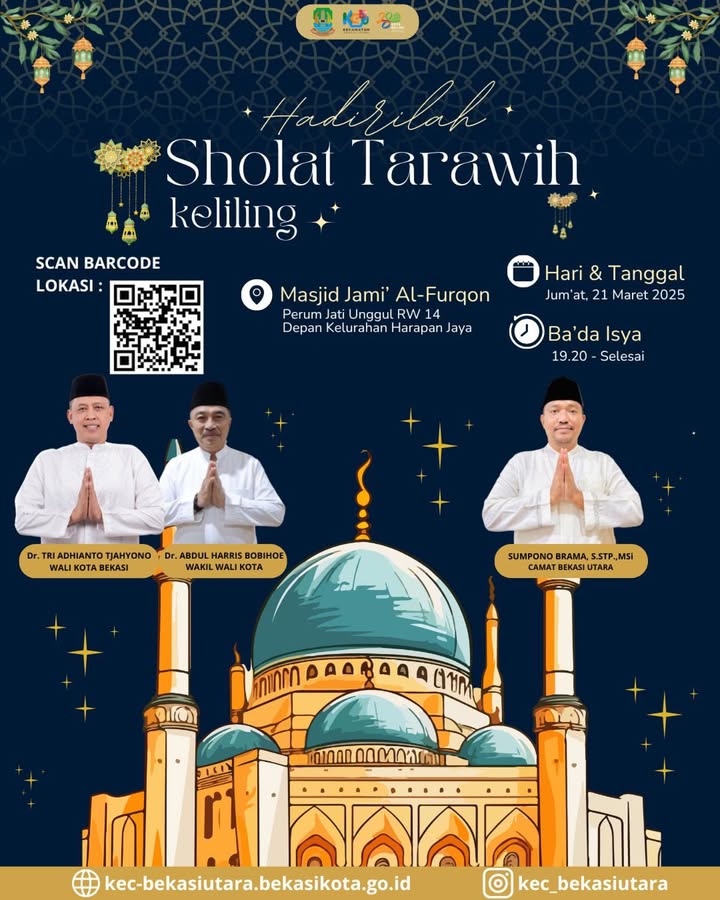 KECAMATAN
Hadirilah
Sholat Tarawih
keliling
SCAN BARCODE
LOKASI :
Masjid Jami’ Al-Furqon
Perum Jati Unggul RW 14
Depan Kelurahan Harapan Jaya
Hari & Tanggal
Jum’at, 21 Maret 2025
Ba’da Isya
19.20 - Selesai
Dr. TRI ADHIANTO TJAHYONO
WALI KOTA BEKASI
Dr. ABDUL HARRIS BOBIHOE
WAKIL WALI KOTA
SUMPONO BRAMA, S.STP.,MSi
CAMAT BEKASI UTARA
kec-bekasiutara.bekasikota.go.id
kec_bekasiutara